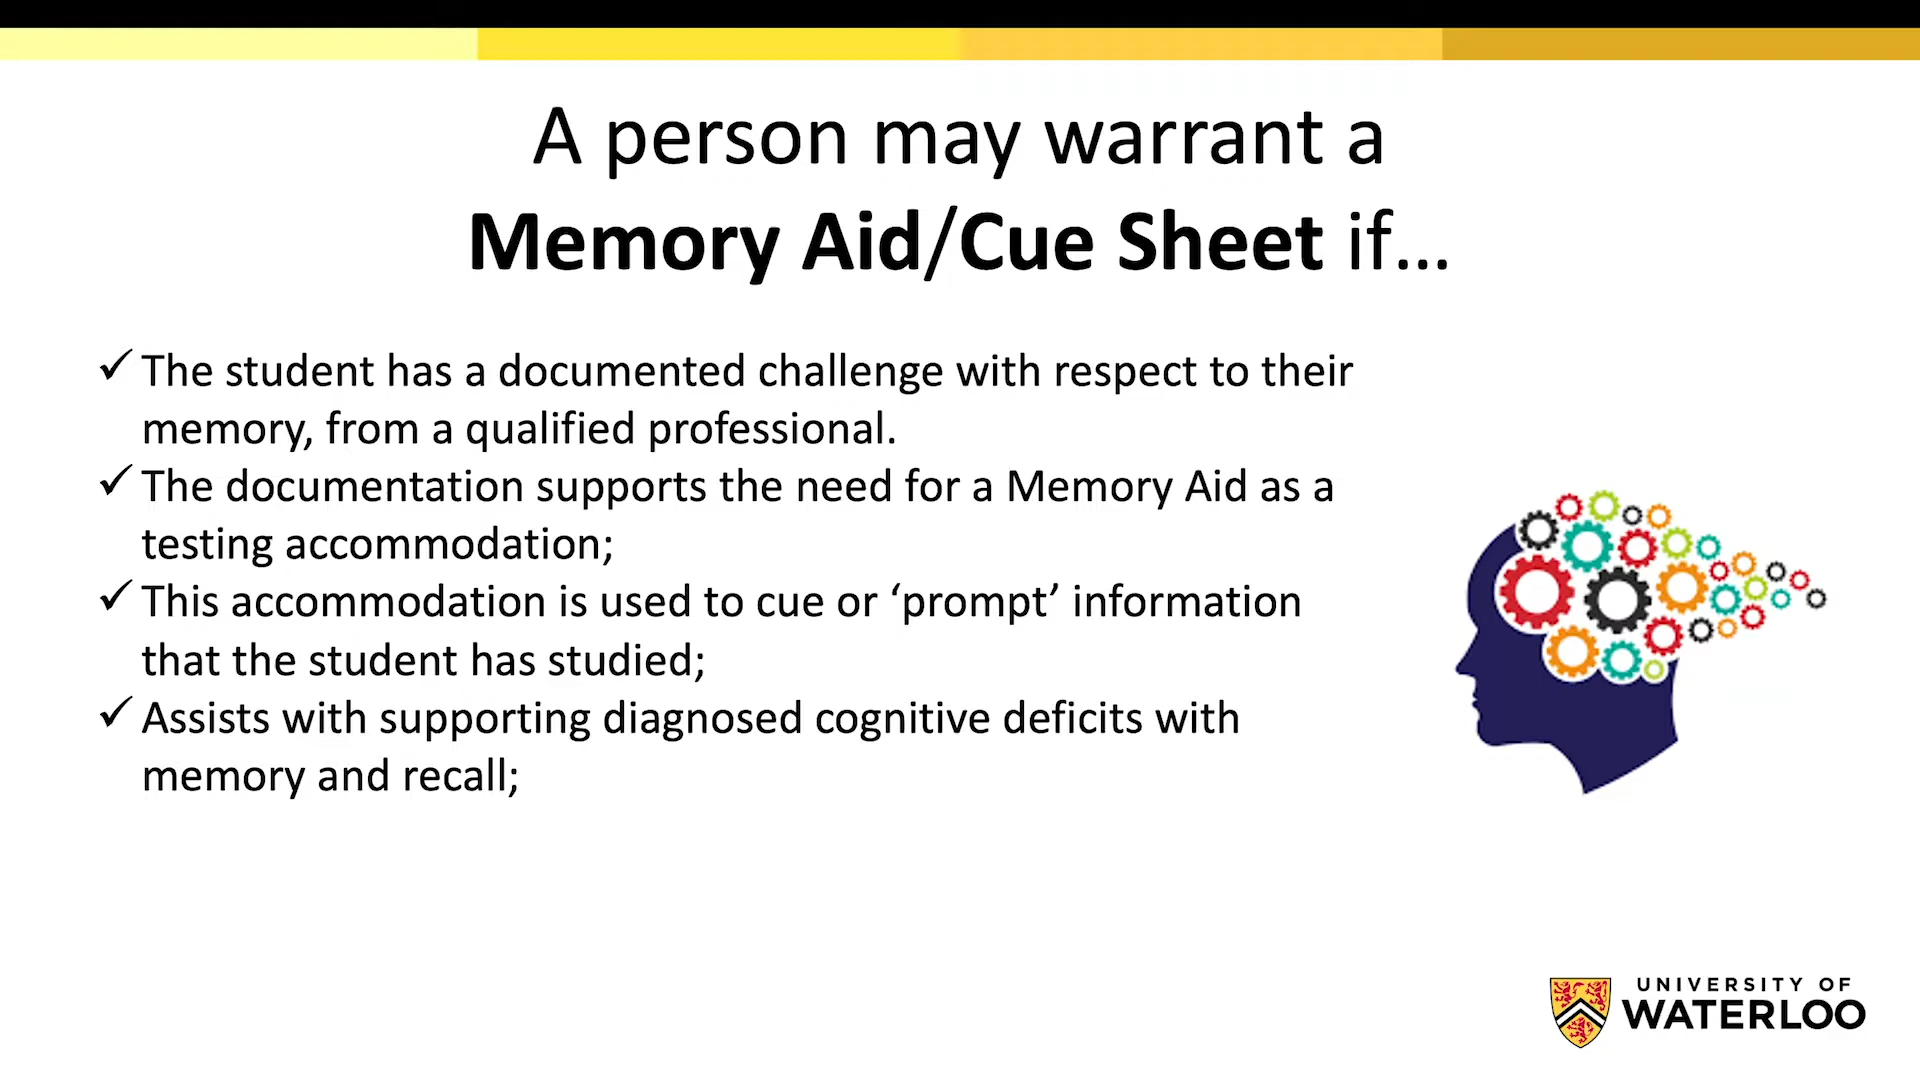 A person may warrant a
Memory Aid/Cue Sheet if...
✓ The student has a documented challenge with respect to their
memory, from a qualified professional.
✓ The documentation supports the need for a Memory Aid as a
testing accommodation;
✓ This accommodation is used to cue or ‘prompt’ information
that the student has studied;
✓ Assists with supporting diagnosed cognitive deficits with
memory and recall;
UNIVERSITY OF
WATERLOO